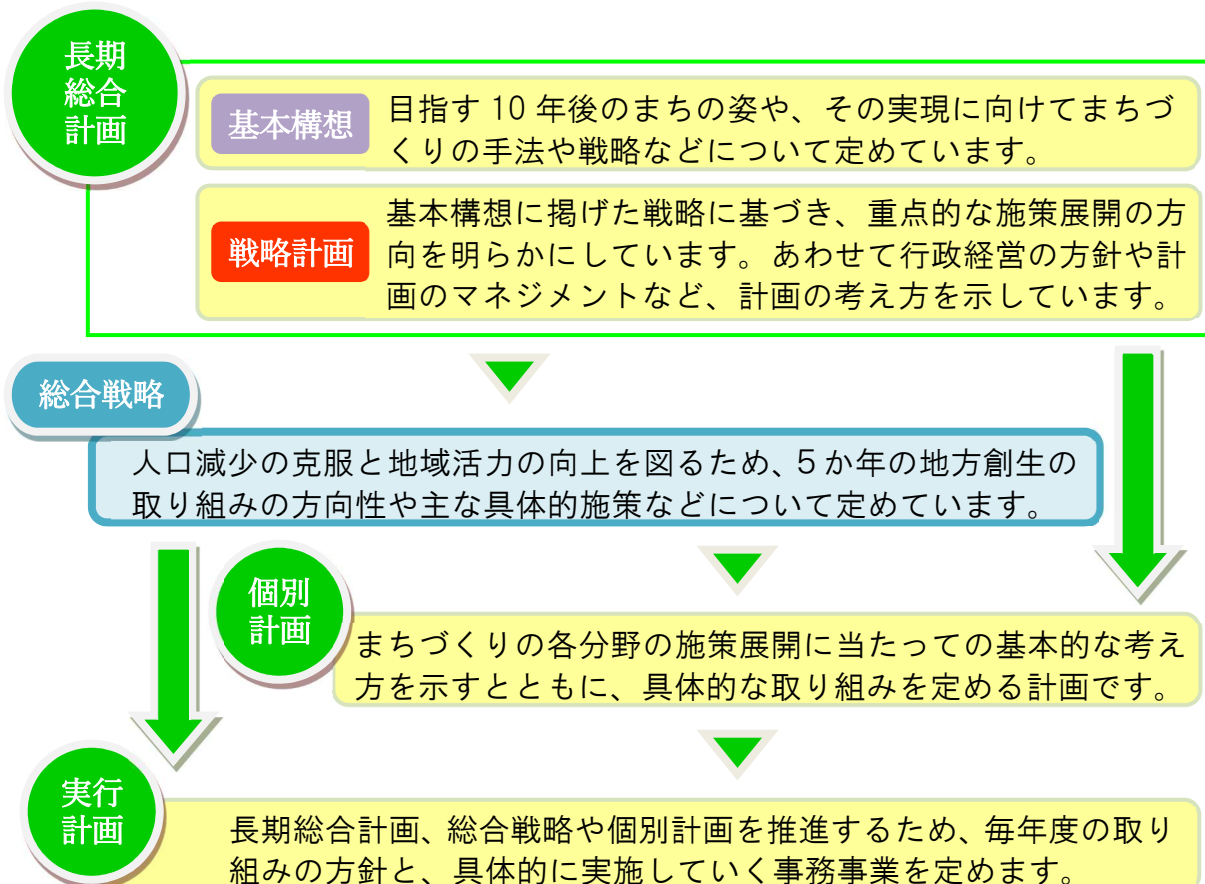 長期
総合
計画
基本構想
目指す 10 年後のまちの姿や、その実現に向けてまちづ
くりの手法や戦略などについて定めています。
戦略計画
基本構想に掲げた戦略に基づき、重点的な施策展開の方
向を明らかにしています。あわせて行政経営の方針や計
画のマネジメントなど、計画の考え方を示しています。
総合戦略
人口減少の克服と地域活力の向上を図るため、5 か年の地方創生の
取り組みの方向性や主な具体的施策などについて定めています。
個別
計画
まちづくりの各分野の施策展開に当たっての基本的な考え
方を示すとともに、具体的な取り組みを定める計画です。
実行
計画
長期総合計画、総合戦略や個別計画を推進するため、毎年度の取り
組みの方針と、具体的に実施していく事務事業を定めます。